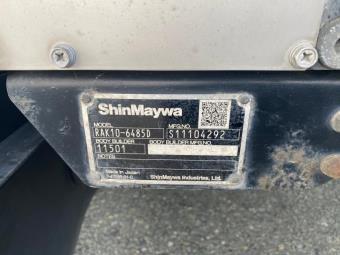 ShinMaywa
MODEL MFG.NO.
RAK10-6485D S11104292
BODY BUILDER BODY BUILDER MFG.NO.
11501
NOTES
Made in Japan
ShinMaywa Industries, Ltd.